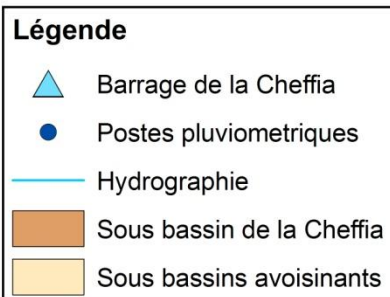 Légende
Barrage de la Cheffia
Postes pluviometriques
Hydrographie
Sous bassin de la Cheffia
Sous bassins avoisinants